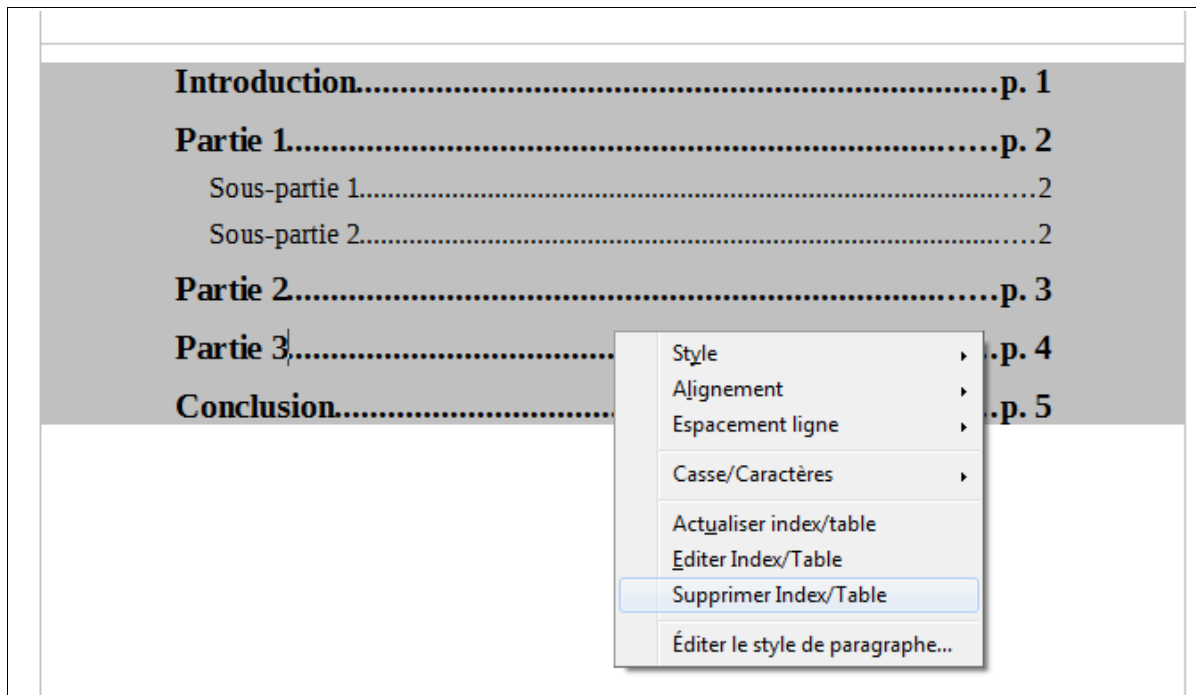 Introduction..........................................................................p. 1
Partie 1..................................................................................p. 2
Sous-partie 1..............................................................................2
Sous-partie 2..............................................................................2
Partie 2..................................................................................p. 3
Partie 3......................................p. 4
Conclusion................................p. 5
Style
Alignement
Espacement ligne
Casse/Caractères
Actualiser index/table
Editer Index/Table
Supprimer Index/Table
Éditer le style de paragraphe...